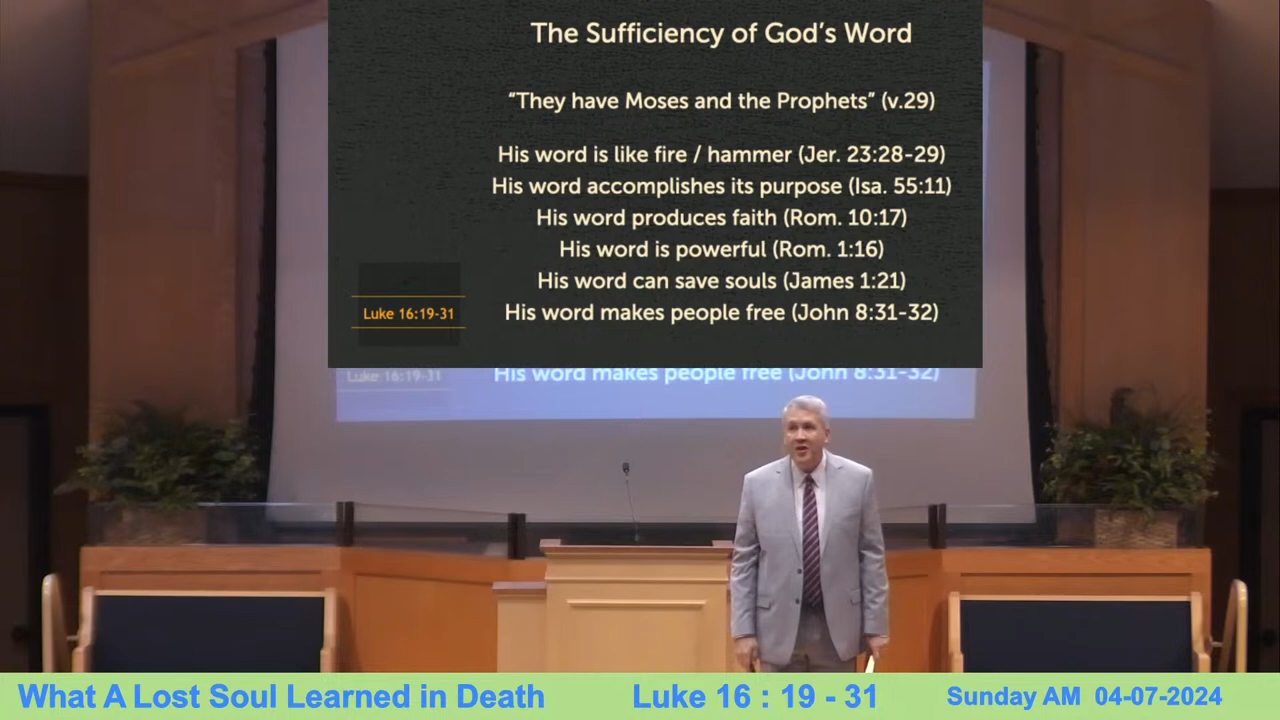 The Sufficiency of God's Word
“They have Moses and the Prophets” (v.29)
His word is like fire / hammer (Jer. 23:28-29)
His word accomplishes its purpose (Isa. 55:11)
His word produces faith (Rom. 10:17)
His word is powerful (Rom. 1:16)
His word can save souls (James 1:21)
Luke 16:19-31
His word makes people free (John 8:31-32)
Luke 16:19-31
His word makes people free (John 8:31-32)
What A Lost Soul Learned in Death Luke 16 : 19 - 31 Sunday AM 04-07-2024